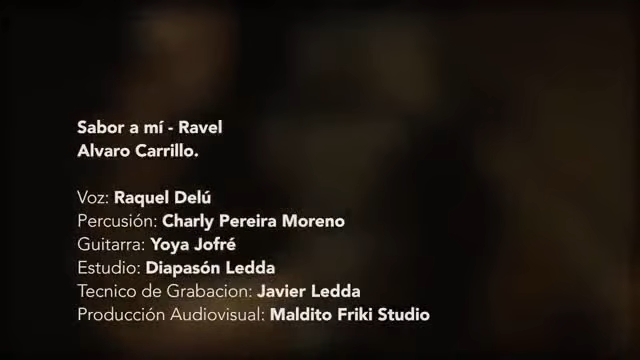 Sabor a mí - Ravel
Alvaro Carrillo.
Voz: Raquel Delú
Percusión: Charly Pereira Moreno
Guitarra: Yoya Jofré
Estudio: Diapasón Ledda
Tecnico de Grabacion: Javier Ledda
Producción Audiovisual: Maldito Friki Studio